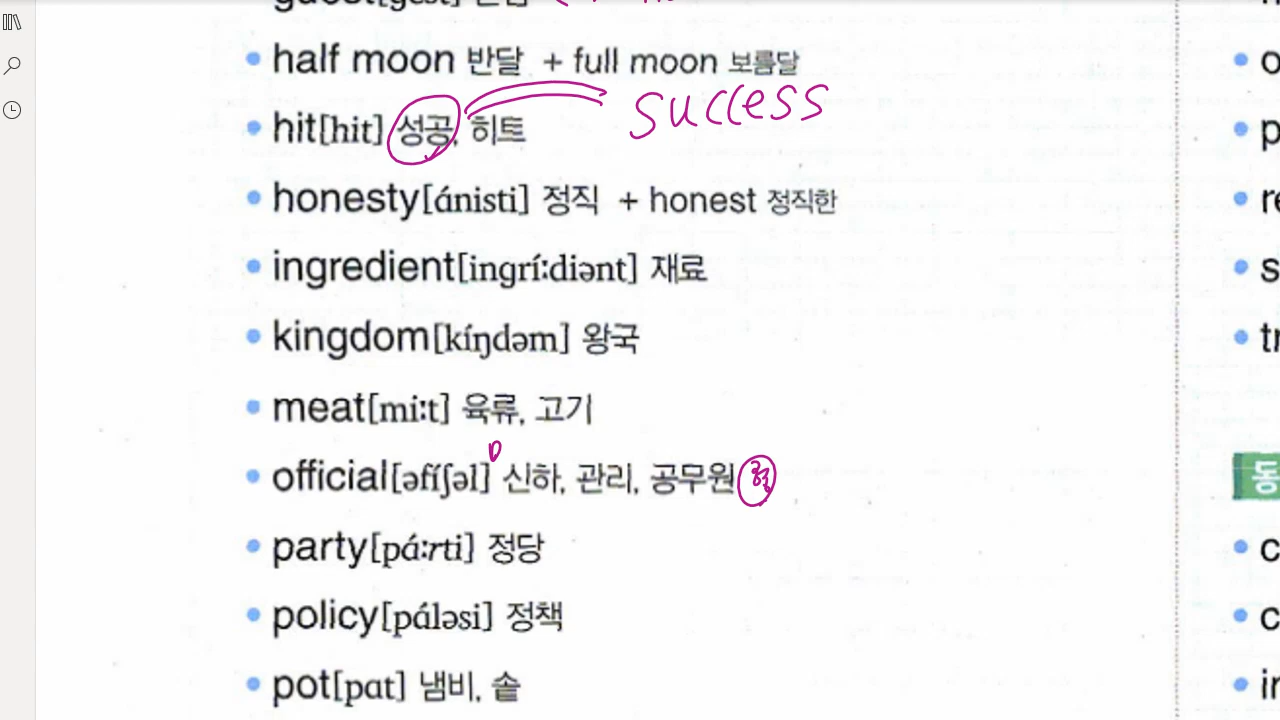 half moon 반달 + full moon 보름달
success
hit[hit] 성공, 히트
honesty[ánisti] 정직 + honest 정직한
ingredient[ingríːdiənt] 재료
kingdom[kíŋdəm] 왕국
meat[miːt] 육류, 고기
official[əfíʃəl] 신하, 관리, 공무원 형
party[páːrti] 정당
policy[páləsi] 정책
pot[pɑt] 냄비, 솥
동